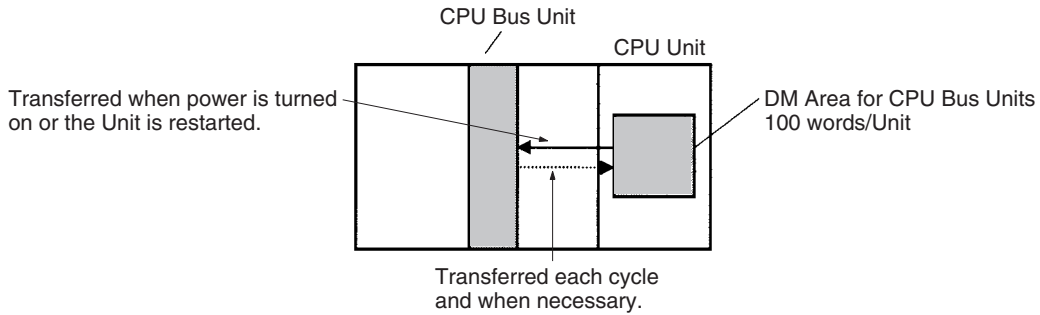 CPU Bus Unit
CPU Unit
Transferred when power is turned
on or the Unit is restarted.
DM Area for CPU Bus Units
100 words/Unit
Transferred each cycle
and when necessary.